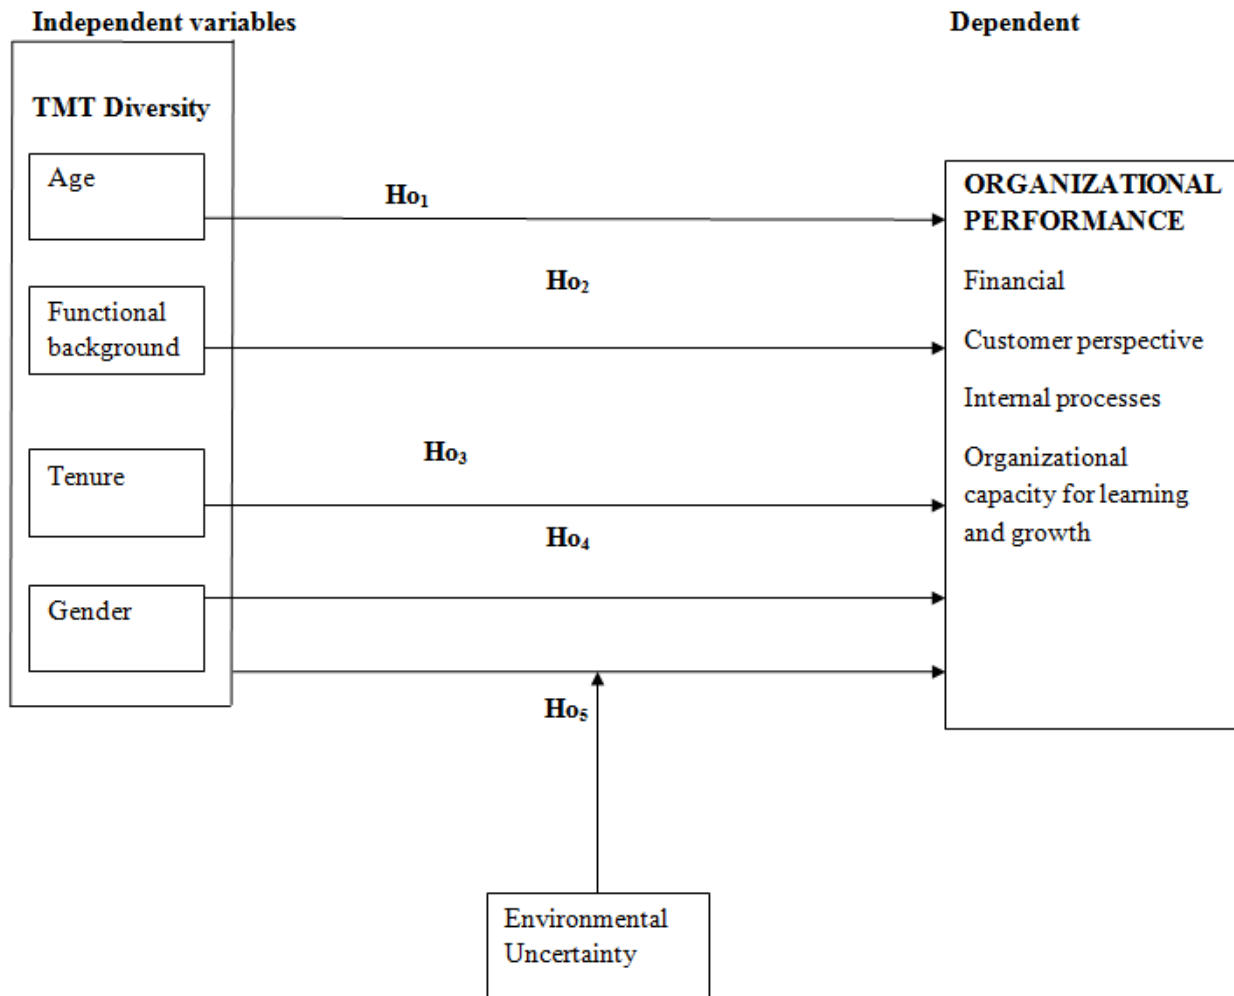 Independent variables
Dependent
TMT Diversity
Age
Functional
background
Tenure
Gender
Ho₁
Ho₂
Ho₃
Ho₄
Ho₅
ORGANIZATIONAL
PERFORMANCE
Financial
Customer perspective
Internal processes
Organizational
capacity for learning
and growth
Environmental
Uncertainty